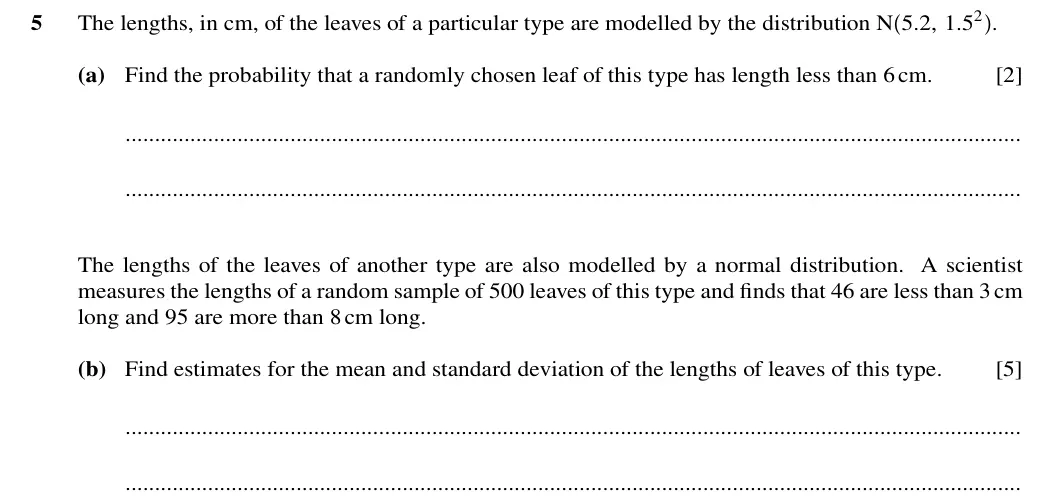 5 The lengths, in cm, of the leaves of a particular type are modelled by the distribution N(5.2, 1.5²).
(a) Find the probability that a randomly chosen leaf of this type has length less than 6 cm. [2]
The lengths of the leaves of another type are also modelled by a normal distribution. A scientist
measures the lengths of a random sample of 500 leaves of this type and finds that 46 are less than 3 cm
long and 95 are more than 8 cm long.
(b) Find estimates for the mean and standard deviation of the lengths of leaves of this type. [5]